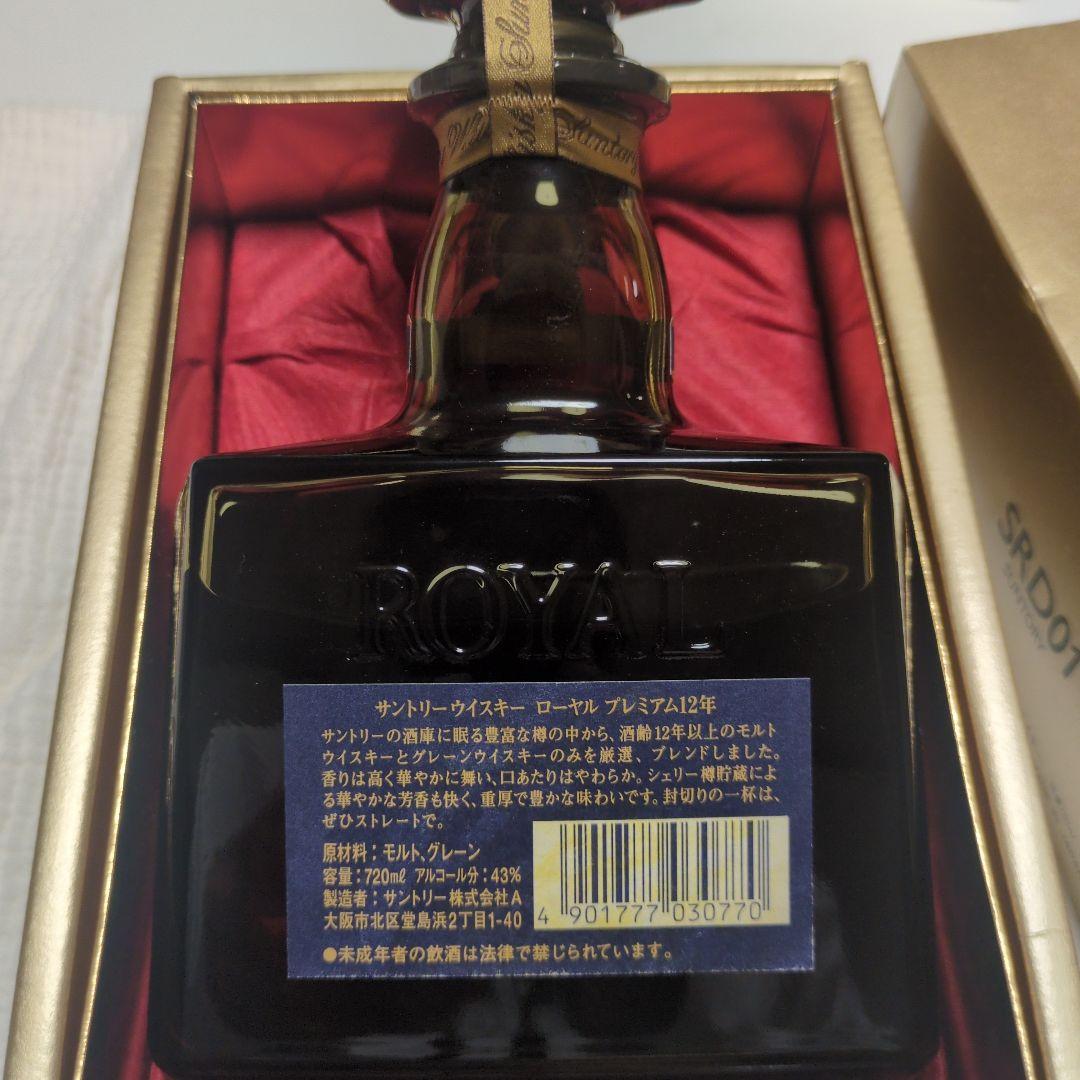 Suntory
ROYAL
SRD01
SUNTORY
サントリーウイスキー ローヤル プレミアム12年
サントリーの酒庫に眠る豊富な樽の中から、酒齢12年以上のモルト
ウイスキーとグレーンウイスキーのみを厳選、ブレンドしました。
香りは高く華やかに舞い、口あたりはやわらか。シェリー樽貯蔵によ
る華やかな芳香も快く、重厚で豊かな味わいです。封切りの一杯は、
ぜひストレートで。
原材料：モルト、グレーン
容量：720㎖ アルコール分：43%
製造者：サントリー株式会社A
大阪市北区堂島浜2丁目1-40
4 901777 030770
●未成年者の飲酒は法律で禁じられています。